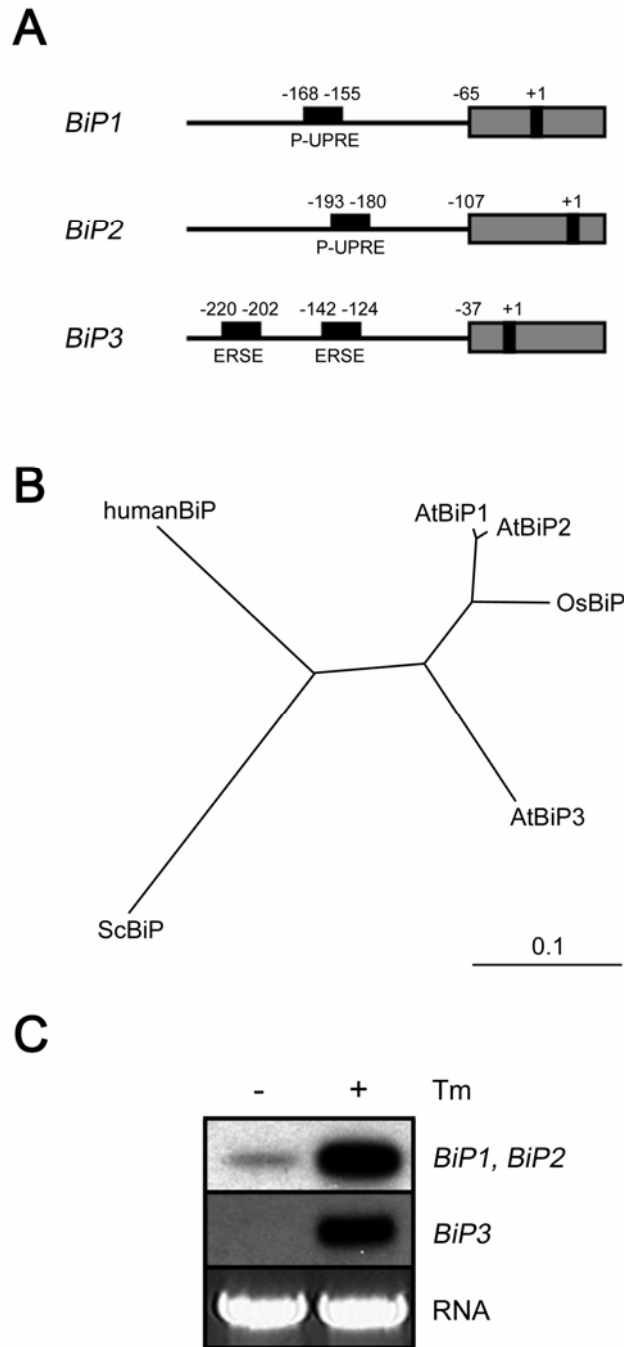 A
-168 -155 -65 +1
BiP1
P-UPRE
-193 -180 -107 +1
BiP2
P-UPRE
-220 -202 -142 -124 -37 +1
BiP3
ERSE ERSE
B
humanBiP AtBiP1
AtBiP2
OsBiP
AtBiP3
ScBiP
0.1
C
- + Tm
BiP1, BiP2
BiP3
RNA